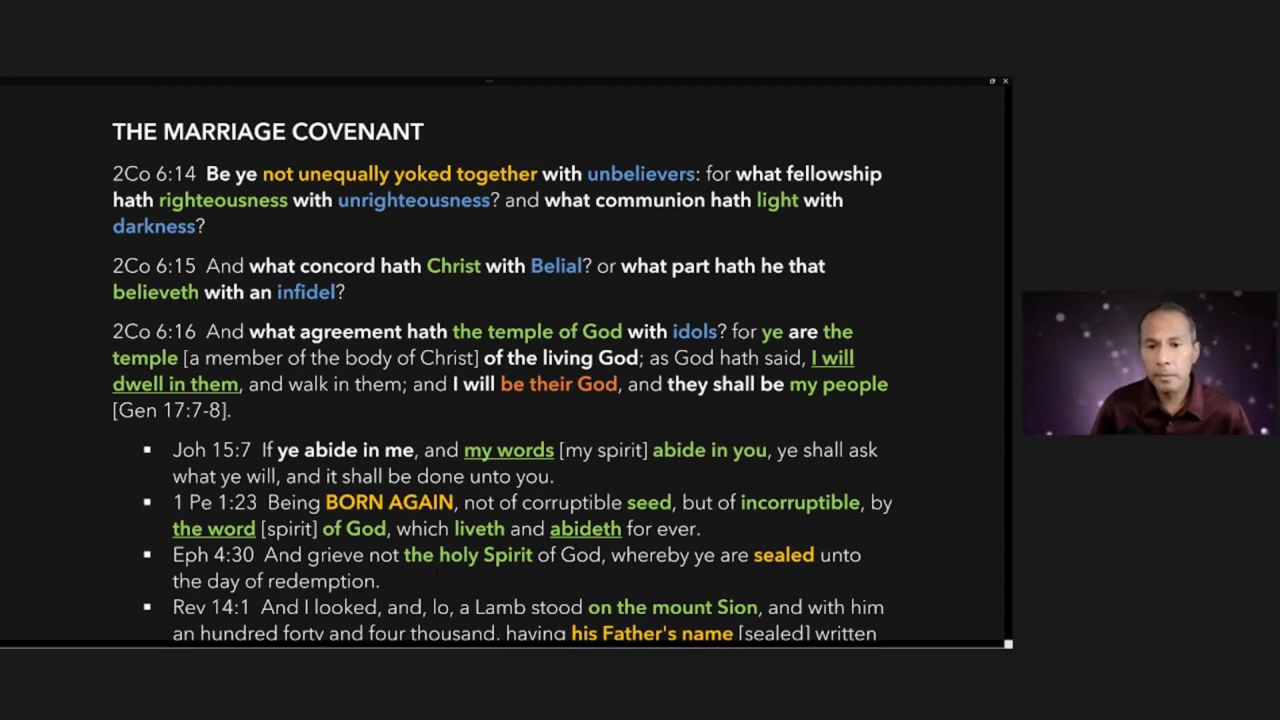 THE MARRIAGE COVENANT
2Co 6:14 Be ye not unequally yoked together with unbelievers: for what fellowship
hath righteousness with unrighteousness? and what communion hath light with
darkness?
2Co 6:15 And what concord hath Christ with Belial? or what part hath he that
believeth with an infidel?
2Co 6:16 And what agreement hath the temple of God with idols? for ye are the
temple [a member of the body of Christ] of the living God; as God hath said, I will
dwell in them, and walk in them; and I will be their God, and they shall be my people
[Gen 17:7-8].
▪ Joh 15:7 If ye abide in me, and my words [my spirit] abide in you, ye shall ask
what ye will, and it shall be done unto you.
▪ 1 Pe 1:23 Being BORN AGAIN, not of corruptible seed, but of incorruptible, by
the word [spirit] of God, which liveth and abideth for ever.
▪ Eph 4:30 And grieve not the holy Spirit of God, whereby ye are sealed unto
the day of redemption.
▪ Rev 14:1 And I looked, and, lo, a Lamb stood on the mount Sion, and with him
an hundred forty and four thousand, having his Father's name [sealed] written